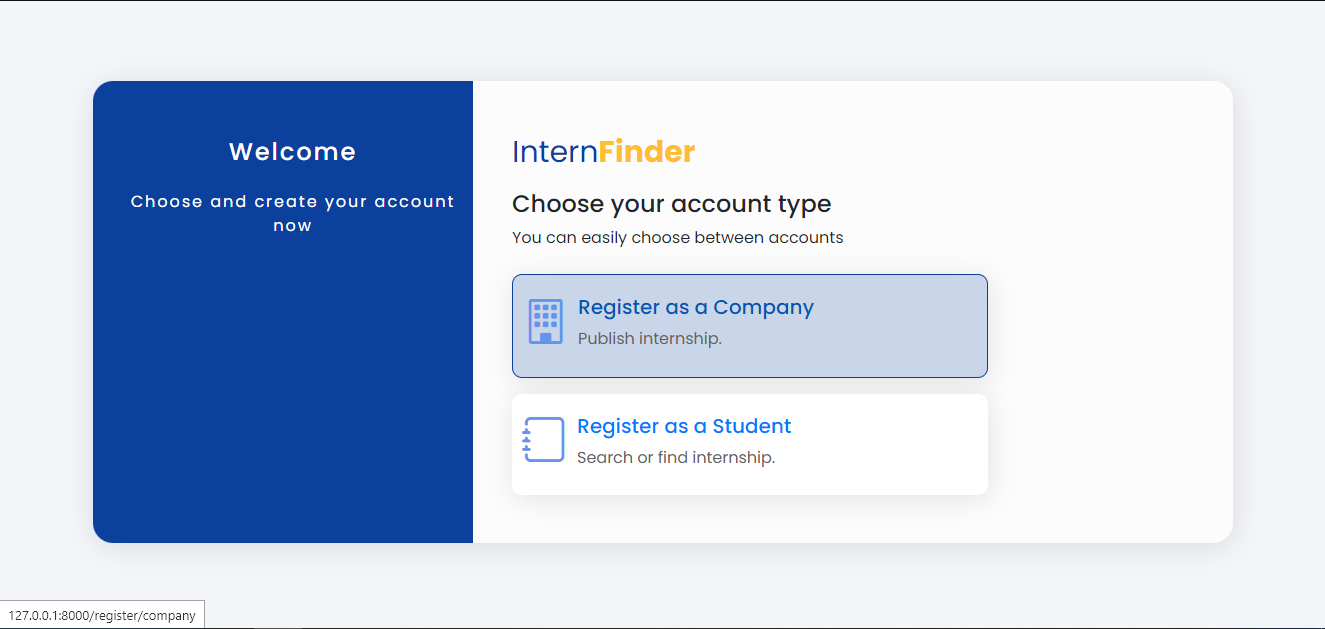 Welcome
Choose and create your account
now
InternFinder
Choose your account type
You can easily choose between accounts
Register as a Company
Publish internship.
Register as a Student
Search or find internship.
127.0.0.1:8000/register/company